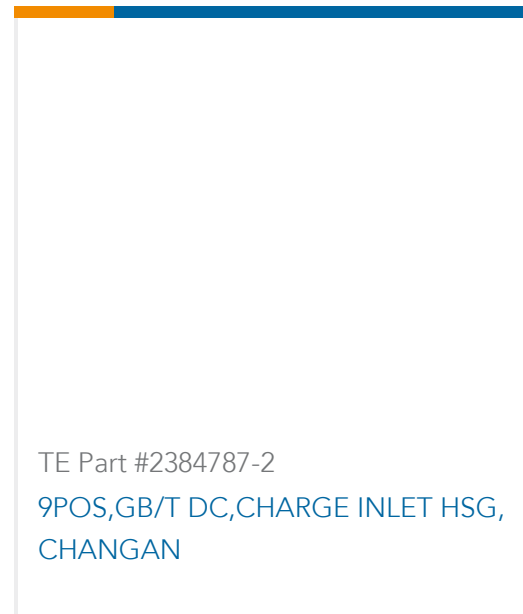 TE Part #2384787-2
9POS,GB/T DC,CHARGE INLET HSG,
CHANGAN